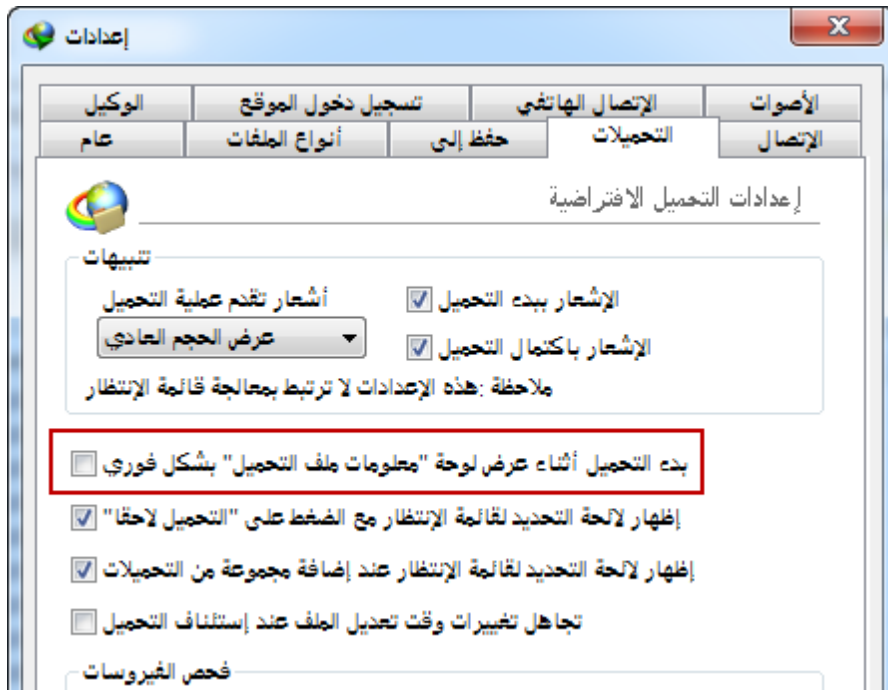 إعدادات
الأصوات الإتصال الهاتفي تسجيل دخول الموقع الوكيل
الإتصال التحميلات حفظ إلى أنواع الملفات عام
إعدادات التحميل الافتراضية
تنبيهات
الإشعار ببدء التحميل أشعار تقدم عملية التحميل
الإشعار باكتمال التحميل عرض الحجم العادي
ملاحظة :هذه الإعدادات لا ترتبط بمعالجة قائمة الإنتظار
بدء التحميل أثناء عرض لوحة "معلومات ملف التحميل" بشكل فوري
إظهار لائحة التحديد لقائمة الإنتظار مع الضغط على "التحميل لاحقا"
إظهار لائحة التحديد لقائمة الإنتظار عند إضافة مجموعة من التحميلات
تجاهل تغييرات وقت تعديل الملف عند إستئناف التحميل
فحص الفيروسات